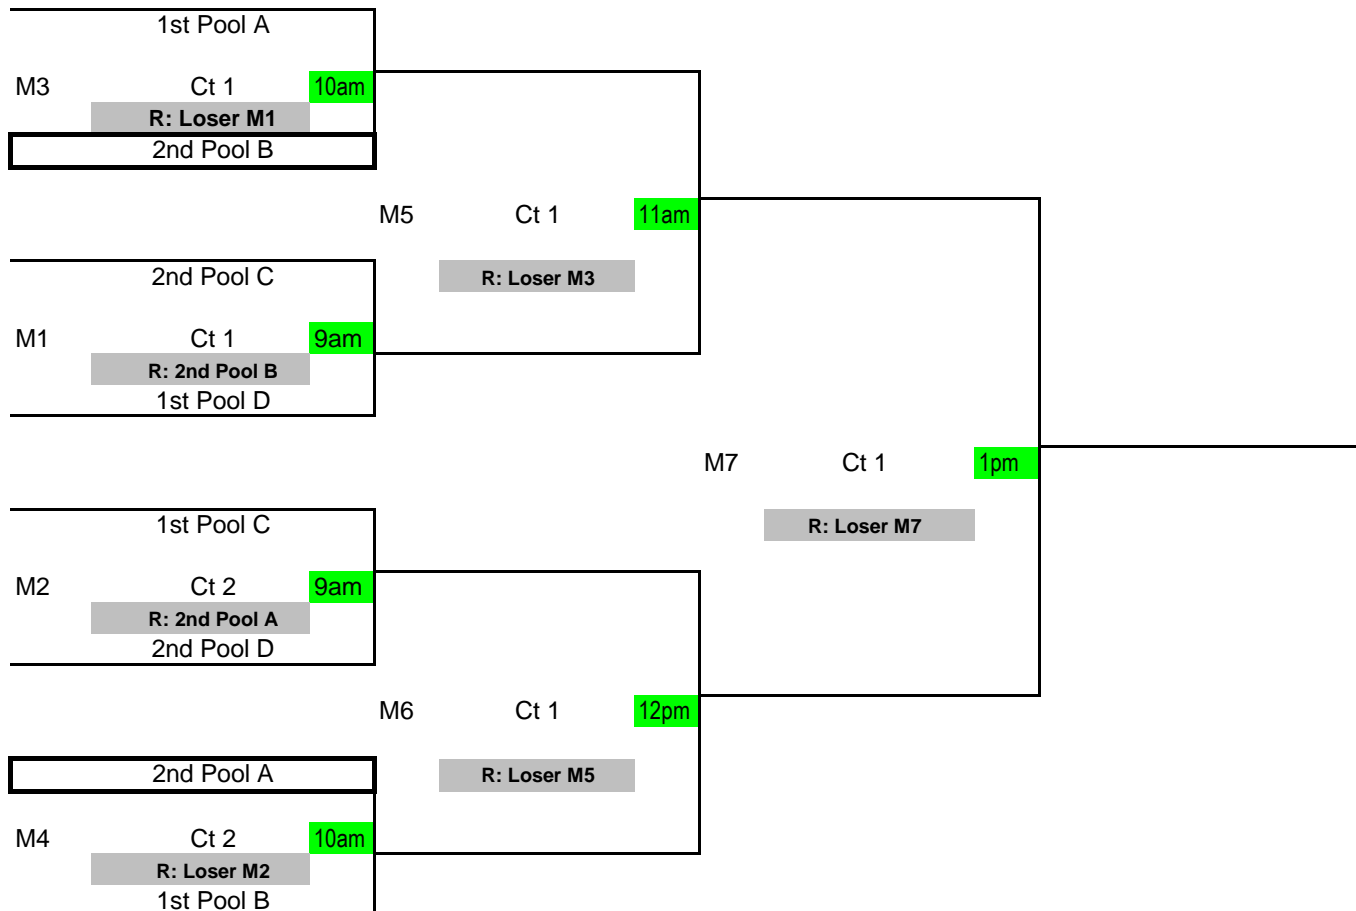 1st Pool A
M3 Ct 1 10am
R: Loser M1
2nd Pool B
M5 Ct 1 11am
2nd Pool C
R: Loser M3
M1 Ct 1 9am
R: 2nd Pool B
1st Pool D
M7 Ct 1 1pm
1st Pool C
R: Loser M7
M2 Ct 2 9am
R: 2nd Pool A
2nd Pool D
M6 Ct 1 12pm
2nd Pool A
R: Loser M5
M4 Ct 2 10am
R: Loser M2
1st Pool B